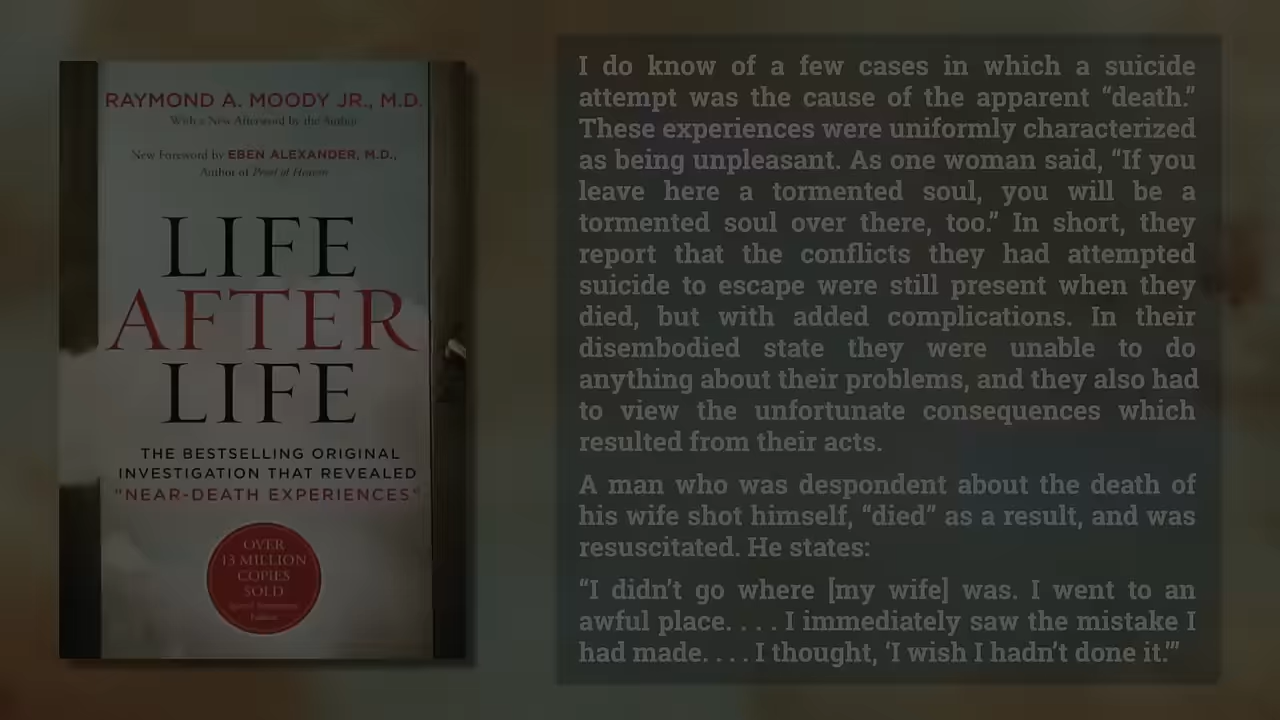 RAYMOND A. MOODY JR., M.D.
With a New Afterword by the Author
New Foreword by EBEN ALEXANDER, M.D.,
Author of Proof of Heaven
LIFE
AFTER
LIFE
THE BESTSELLING ORIGINAL
INVESTIGATION THAT REVEALED
"NEAR-DEATH EXPERIENCES"
OVER
13 MILLION
COPIES
SOLD
Edition
I do know of a few cases in which a suicide
attempt was the cause of the apparent “death.”
These experiences were uniformly characterized
as being unpleasant. As one woman said, “If you
leave here a tormented soul, you will be a
tormented soul over there, too.” In short, they
report that the conflicts they had attempted
suicide to escape were still present when they
died, but with added complications. In their
disembodied state they were unable to do
anything about their problems, and they also had
to view the unfortunate consequences which
resulted from their acts.
A man who was despondent about the death of
his wife shot himself, “died” as a result, and was
resuscitated. He states:
“I didn’t go where [my wife] was. I went to an
awful place. . . . I immediately saw the mistake I
had made. . . . I thought, ‘I wish I hadn’t done it.’”